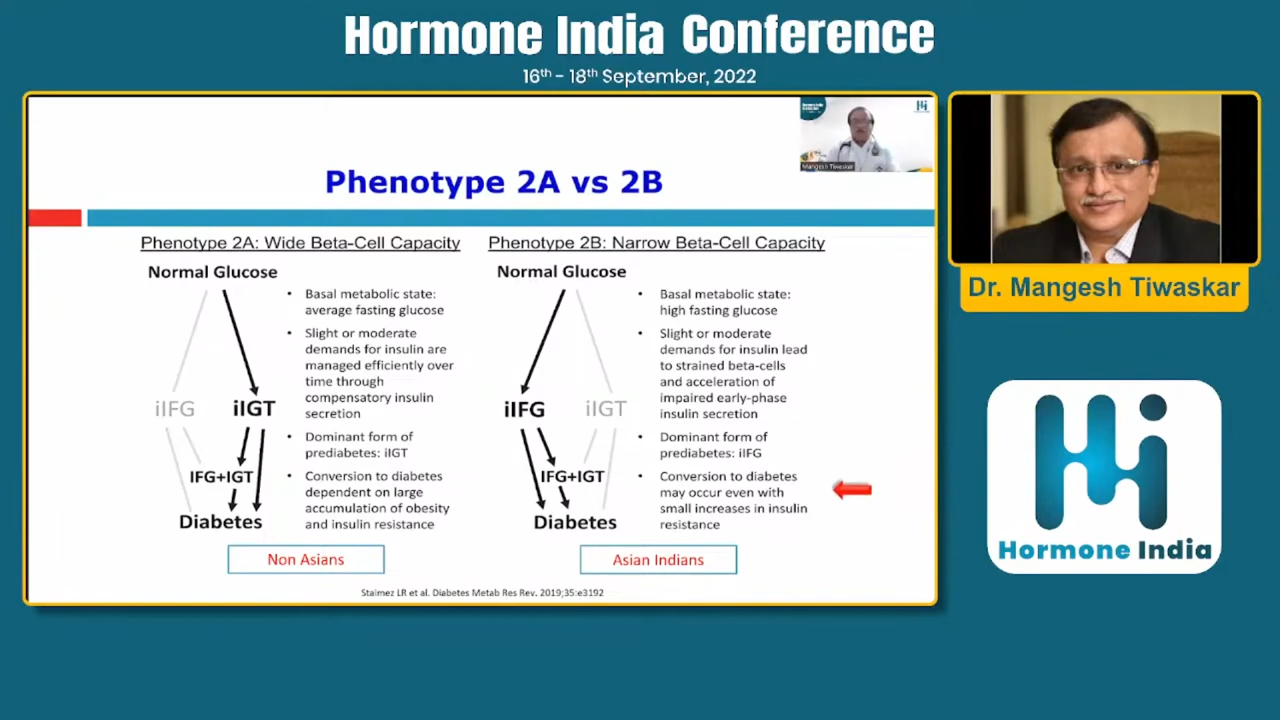 Hormone India Conference
16th - 18th September, 2022
Mangesh Tiwaskar
Phenotype 2A vs 2B
Phenotype 2A: Wide Beta-Cell Capacity
Normal Glucose
iIFG
iIGT
IFG+IGT
Diabetes
• Basal metabolic state:
average fasting glucose
• Slight or moderate
demands for insulin are
managed efficiently over
time through
compensatory insulin
secretion
• Dominant form of
prediabetes: iIGT
• Conversion to diabetes
dependent on large
accumulation of obesity
and insulin resistance
Non Asians
Phenotype 2B: Narrow Beta-Cell Capacity
Normal Glucose
iIFG
iIGT
IFG+IGT
Diabetes
• Basal metabolic state:
high fasting glucose
• Slight or moderate
demands for insulin lead
to strained beta-cells
and acceleration of
impaired early-phase
insulin secretion
• Dominant form of
prediabetes: iIFG
• Conversion to diabetes
may occur even with
small increases in insulin
resistance
Asian Indians
Staimez LR et al. Diabetes Metab Res Rev. 2019;35:e3192
Dr. Mangesh Tiwaskar
Hormone India